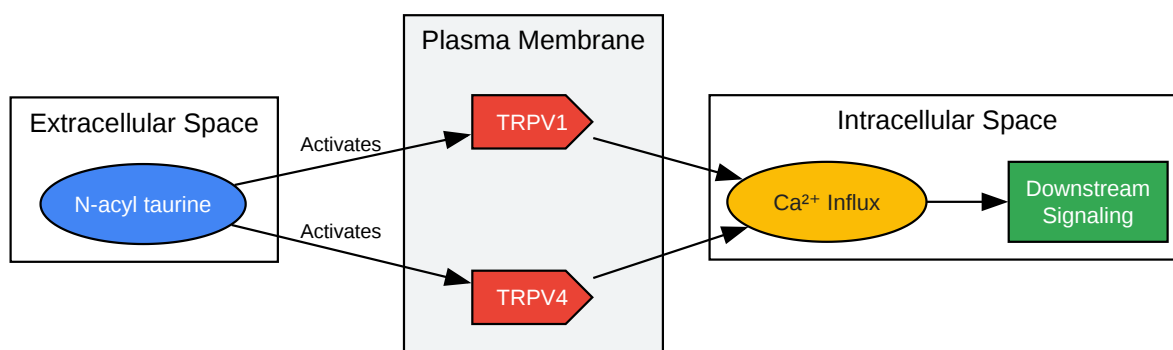 Extracellular Space
N-acyl taurine
Activates
Activates
Plasma Membrane
TRPV1
TRPV4
Intracellular Space
Ca²⁺ Influx
Downstream
Signaling